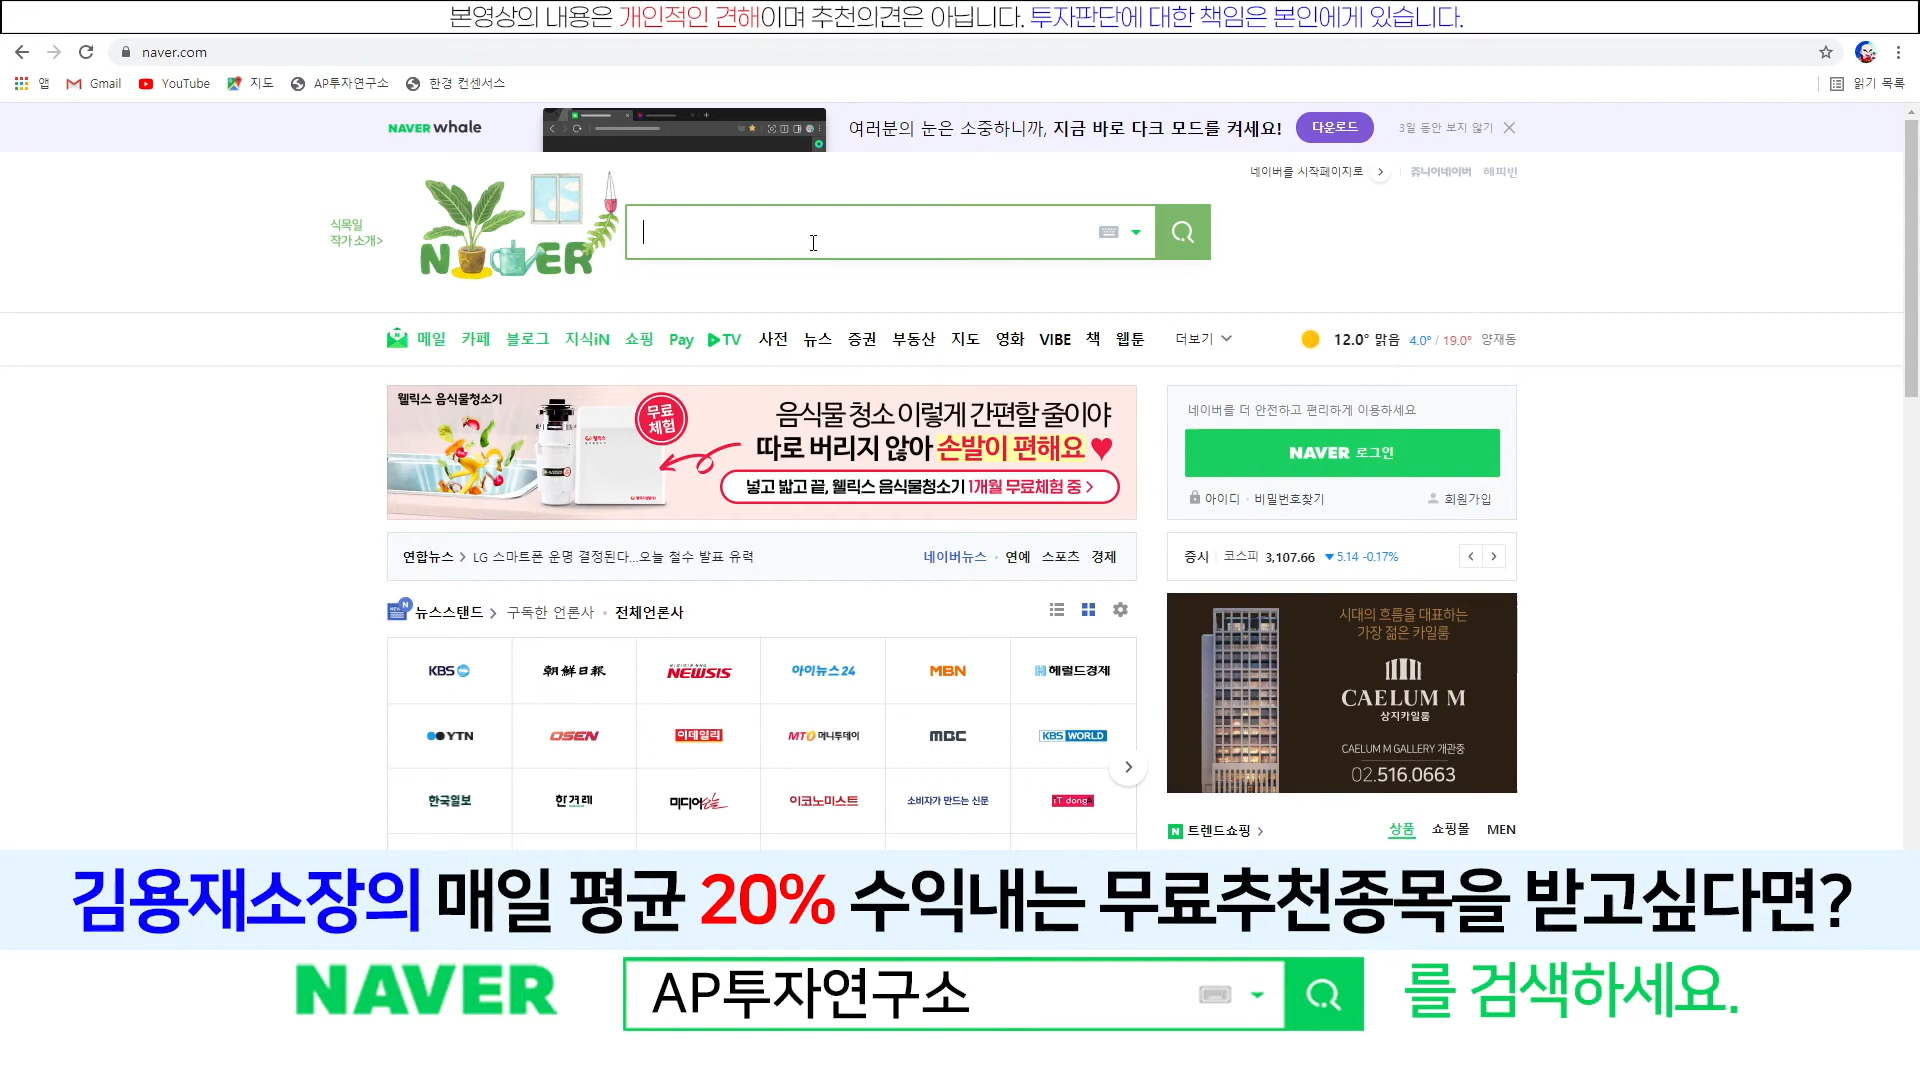 본영상의 내용은 개인적인 견해이며 추천의견은 아닙니다. 투자판단에 대한 책임은 본인에게 있습니다.
naver.com
앱 Gmail YouTube 지도 AP투자연구소 한경 컨센서스 읽기 목록
NAVER whale 여러분의 눈은 소중하니까, 지금 바로 다크 모드를 켜세요! 다운로드 3일 동안 보지 않기
네이버를 시작페이지로 쥬니어네이버 해피빈
식목일
작가 소개>
NAVER
메일 카페 블로그 지식iN 쇼핑 Pay TV 사전 뉴스 증권 부동산 지도 영화 VIBE 책 웹툰 더보기 12.0° 맑음 4.0° / 19.0° 양재동
웰릭스 음식물청소기
무료
체험
음식물 청소 이렇게 간편할 줄이야
따로 버리지 않아 손발이 편해요
넣고 밟고 끝, 웰릭스 음식물청소기 1개월 무료체험 중 >
네이버를 더 안전하고 편리하게 이용하세요
NAVER 로그인
아이디 · 비밀번호찾기 회원가입
연합뉴스 > LG 스마트폰 운명 결정된다...오늘 철수 발표 유력 네이버뉴스 · 연예 스포츠 경제
증시 코스피 3,107.66 ▼5.14 -0.17%
뉴스스탠드 > 구독한 언론사 · 전체언론사
KBS 朝鮮日報 NEWSIS 아이뉴스24 MBN 헤럴드경제
YTN OSEN 이데일리 MTO 머니투데이 MBC KBS WORLD
한국일보 한겨레 미디어오늘 이코노미스트 소비자가 만드는 신문 iT dongA
시대의 흐름을 대표하는
가장 젊은 카일룸
CAELUM M
상지카일룸
CAELUM M GALLERY 개관중
02.516.0663
N 트렌드쇼핑 > 상품 쇼핑몰 MEN
김용재소장의 매일 평균 20% 수익내는 무료추천종목을 받고싶다면?
NAVER AP투자연구소 를 검색하세요.